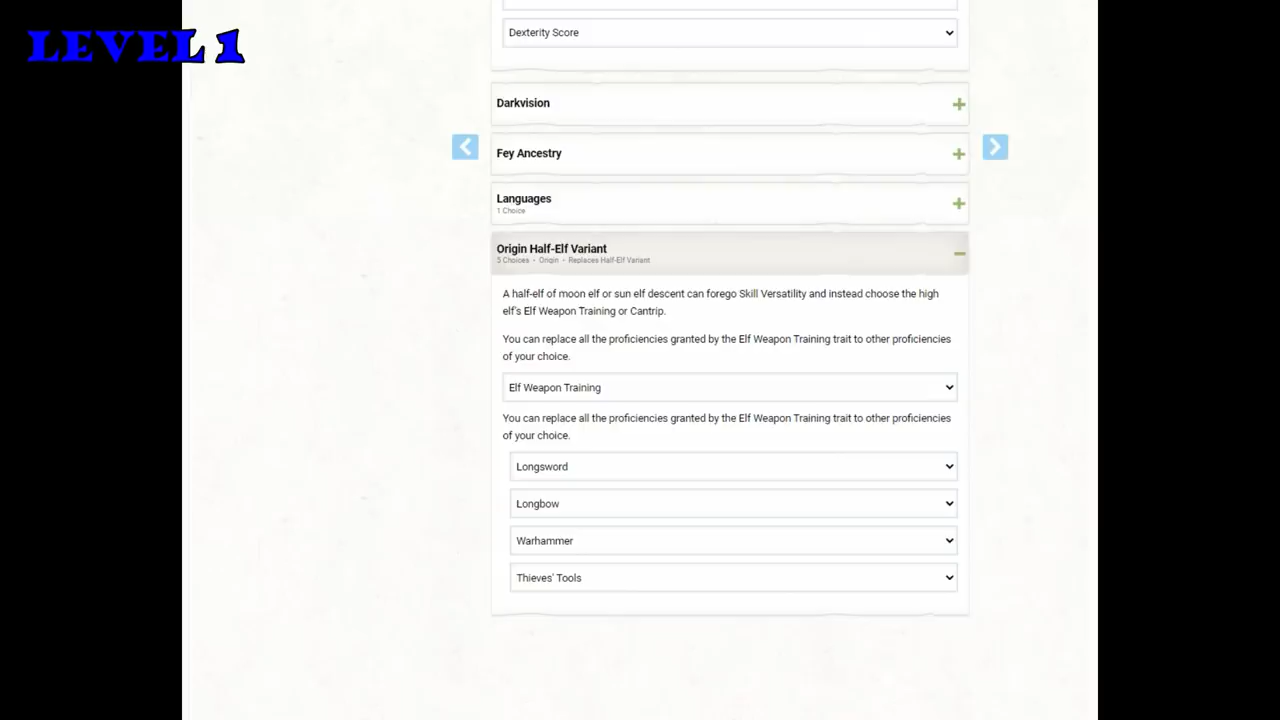 LEVEL 1
Dexterity Score
Darkvision
Fey Ancestry
Languages
1 Choice
Origin Half-Elf Variant
5 Choices • Origin • Replaces Half-Elf Variant
A half-elf of moon elf or sun elf descent can forego Skill Versatility and instead choose the high
elf's Elf Weapon Training or Cantrip.
You can replace all the proficiencies granted by the Elf Weapon Training trait to other proficiencies
of your choice.
Elf Weapon Training
You can replace all the proficiencies granted by the Elf Weapon Training trait to other proficiencies
of your choice.
Longsword
Longbow
Warhammer
Thieves' Tools